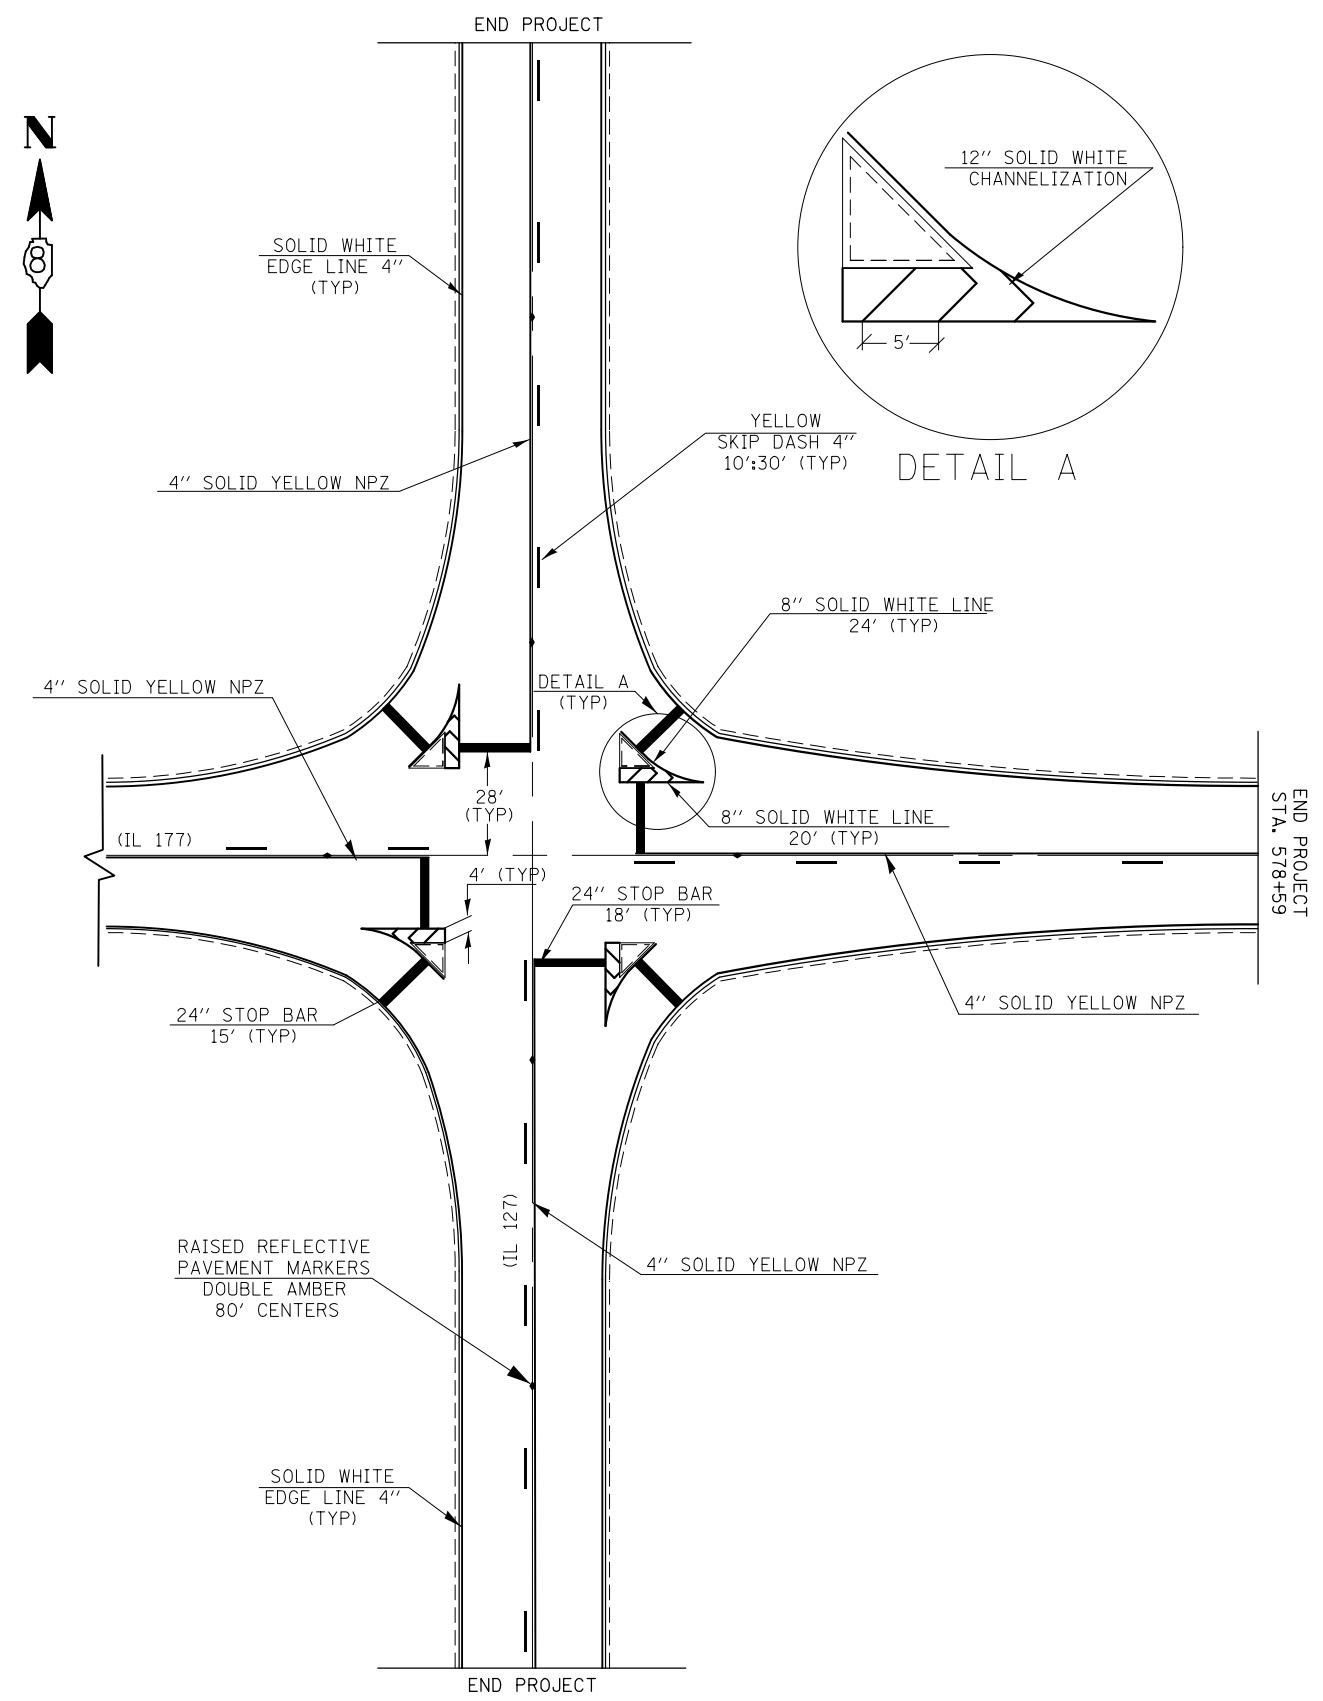 END PROJECT
N
8
12" SOLID WHITE
CHANNELIZATION
5'
DETAIL A
SOLID WHITE
EDGE LINE 4"
(TYP)
YELLOW
SKIP DASH 4"
10':30' (TYP)
4" SOLID YELLOW NPZ
8" SOLID WHITE LINE
24' (TYP)
4" SOLID YELLOW NPZ
DETAIL A
(TYP)
28'
(TYP)
8" SOLID WHITE LINE
20' (TYP)
END PROJECT
STA. 578+59
(IL 177)
4' (TYP)
24" STOP BAR
18' (TYP)
24" STOP BAR
15' (TYP)
4" SOLID YELLOW NPZ
(IL 127)
RAISED REFLECTIVE
PAVEMENT MARKERS
DOUBLE AMBER
80' CENTERS
4" SOLID YELLOW NPZ
SOLID WHITE
EDGE LINE 4"
(TYP)
END PROJECT